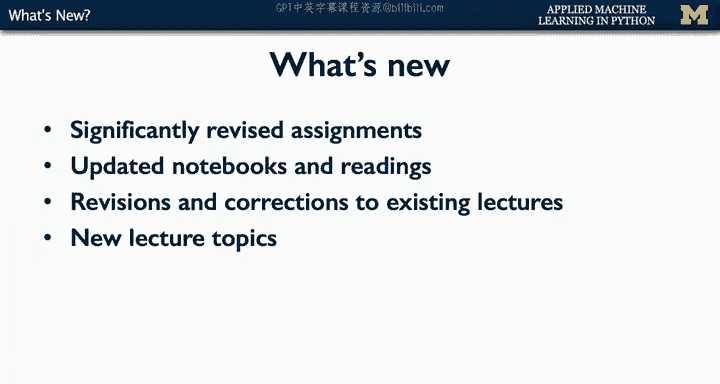 What's New?
GPT中英字幕课程资源@bilibili.com
APPLIED MACHINE
LEARNING IN PYTHON
M
What's new
• Significantly revised assignments
• Updated notebooks and readings
• Revisions and corrections to existing lectures
• New lecture topics